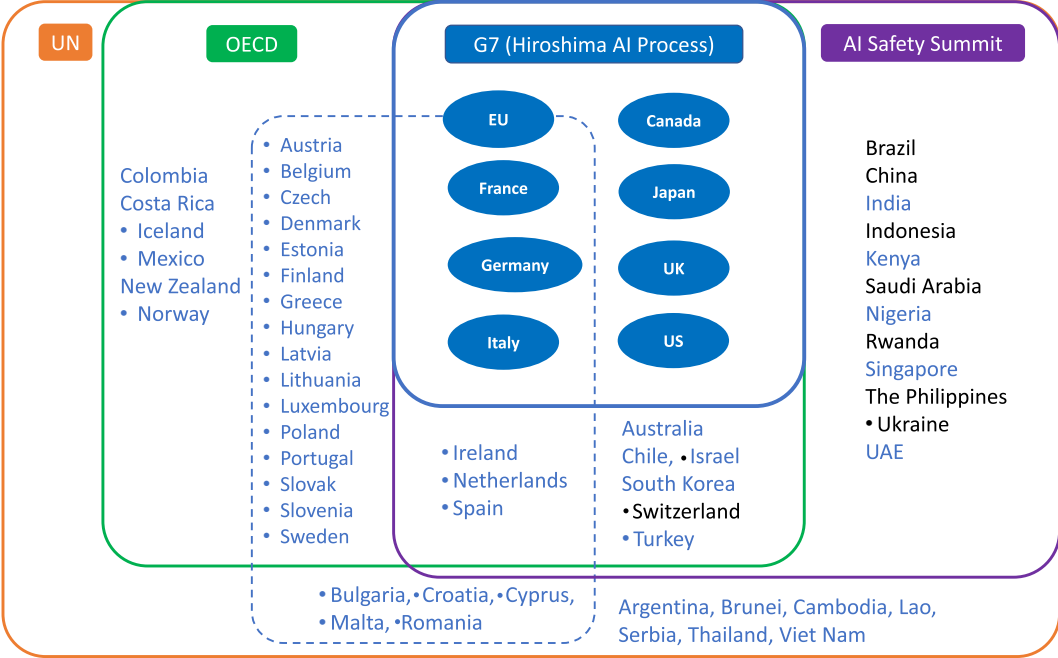 UN
OECD
G7 (Hiroshima AI Process)
AI Safety Summit
Colombia
Costa Rica
• Iceland
• Mexico
New Zealand
• Norway
• Austria
• Belgium
• Czech
• Denmark
• Estonia
• Finland
• Greece
• Hungary
• Latvia
• Lithuania
• Luxembourg
• Poland
• Portugal
• Slovak
• Slovenia
• Sweden
EU
France
Germany
Italy
Canada
Japan
UK
US
• Ireland
• Netherlands
• Spain
Australia
Chile, •Israel
South Korea
•Switzerland
•Turkey
Brazil
China
India
Indonesia
Kenya
Saudi Arabia
Nigeria
Rwanda
Singapore
The Philippines
•Ukraine
UAE
•Bulgaria,•Croatia,•Cyprus,
•Malta,•Romania
Argentina, Brunei, Cambodia, Lao,
Serbia, Thailand, Viet Nam